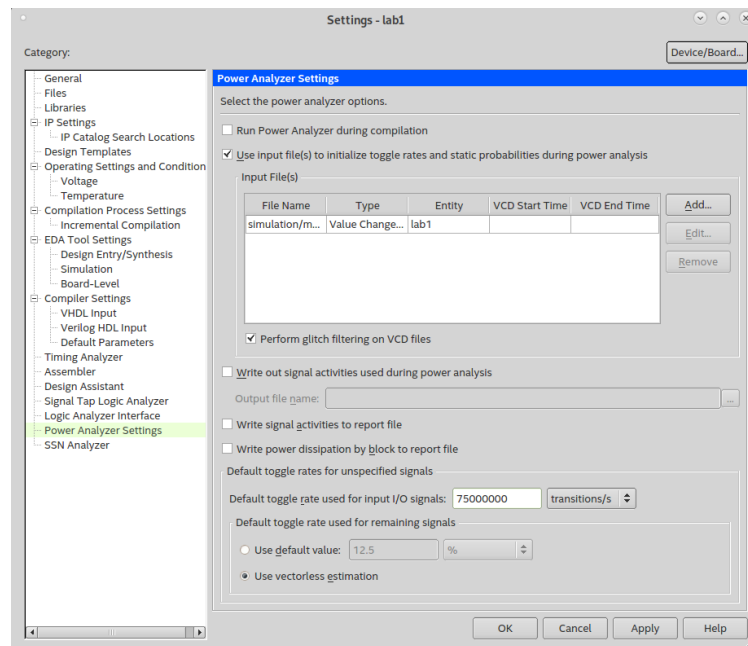 Settings - lab1
Category:
Device/Board...
General
Files
Libraries
IP Settings
IP Catalog Search Locations
Design Templates
Operating Settings and Condition
Voltage
Temperature
Compilation Process Settings
Incremental Compilation
EDA Tool Settings
Design Entry/Synthesis
Simulation
Board-Level
Compiler Settings
VHDL Input
Verilog HDL Input
Default Parameters
Timing Analyzer
Assembler
Design Assistant
Signal Tap Logic Analyzer
Logic Analyzer Interface
Power Analyzer Settings
SSN Analyzer
Power Analyzer Settings
Select the power analyzer options.
Run Power Analyzer during compilation
Use input file(s) to initialize toggle rates and static probabilities during power analysis
Input File(s)
File Name Type Entity VCD Start Time VCD End Time
simulation/m... Value Change... lab1
Add...
Edit...
Remove
Perform glitch filtering on VCD files
Write out signal activities used during power analysis
Output file name: ...
Write signal activities to report file
Write power dissipation by block to report file
Default toggle rates for unspecified signals
Default toggle rate used for input I/O signals: 75000000 transitions/s
Default toggle rate used for remaining signals
Use default value: 12.5 %
Use vectorless estimation
OK Cancel Apply Help